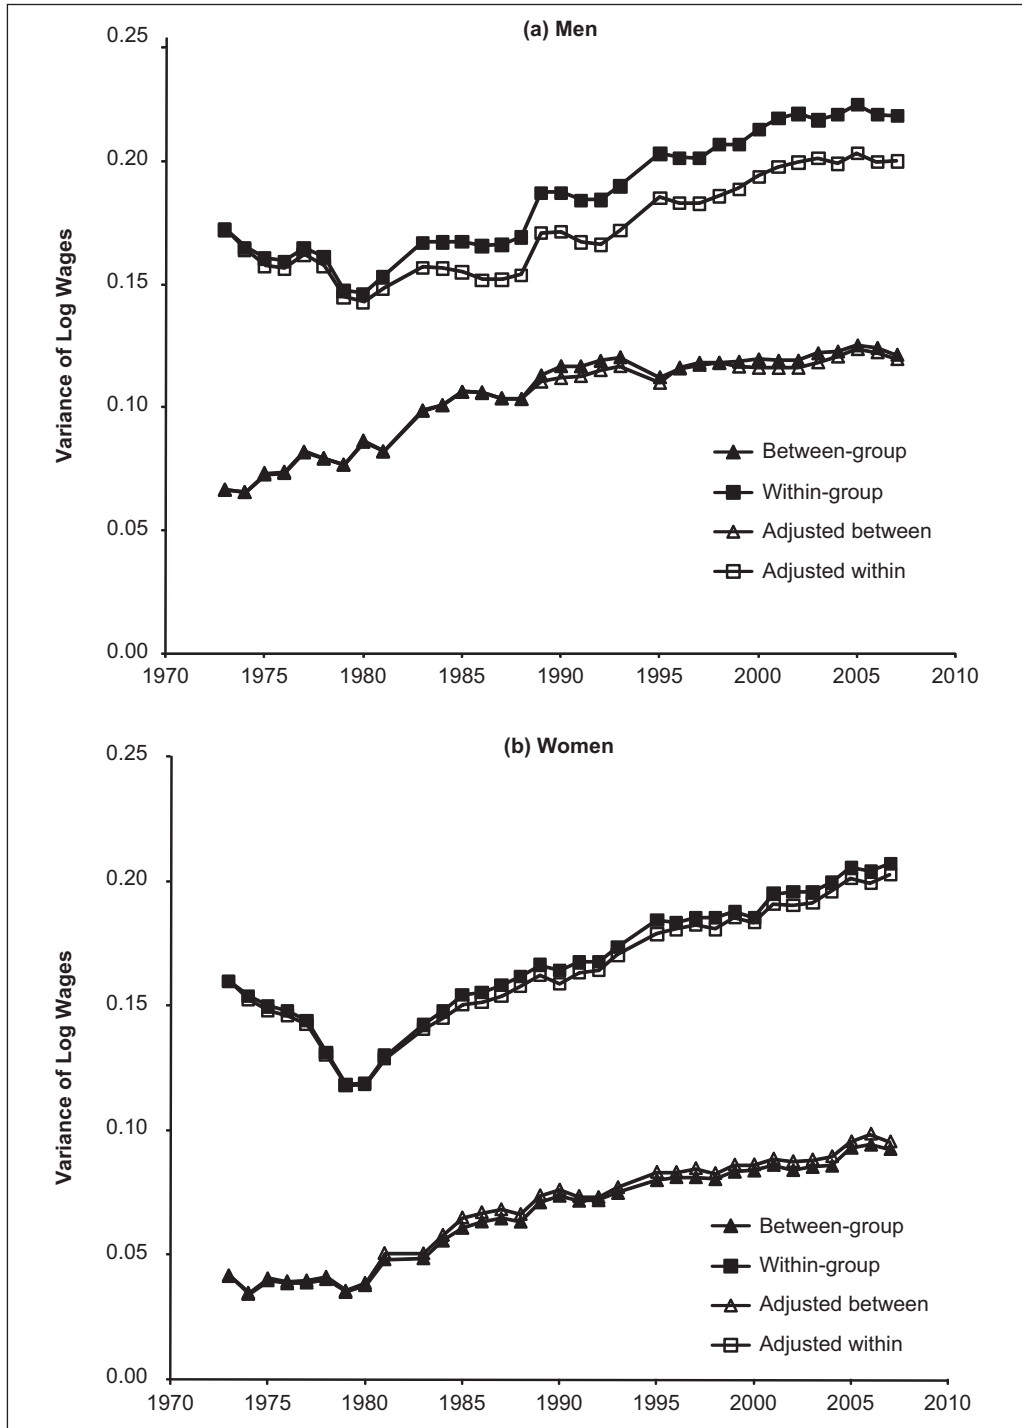 (a) Men
0.25
0.20
0.15
0.10
0.05
0.00
Variance of Log Wages
Between-group
Within-group
Adjusted between
Adjusted within
1970 1975 1980 1985 1990 1995 2000 2005 2010
(b) Women
0.25
0.20
0.15
0.10
0.05
0.00
Variance of Log Wages
Between-group
Within-group
Adjusted between
Adjusted within
1970 1975 1980 1985 1990 1995 2000 2005 2010